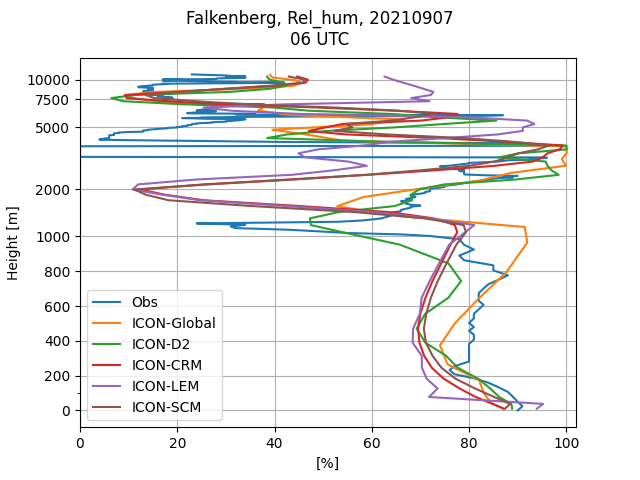 Falkenberg, Rel_hum, 20210907
06 UTC
Height [m]
10000
7500
5000
2000
1000
800
600
400
200
0
Obs
ICON-Global
ICON-D2
ICON-CRM
ICON-LEM
ICON-SCM
0 20 40 60 80 100
[%]